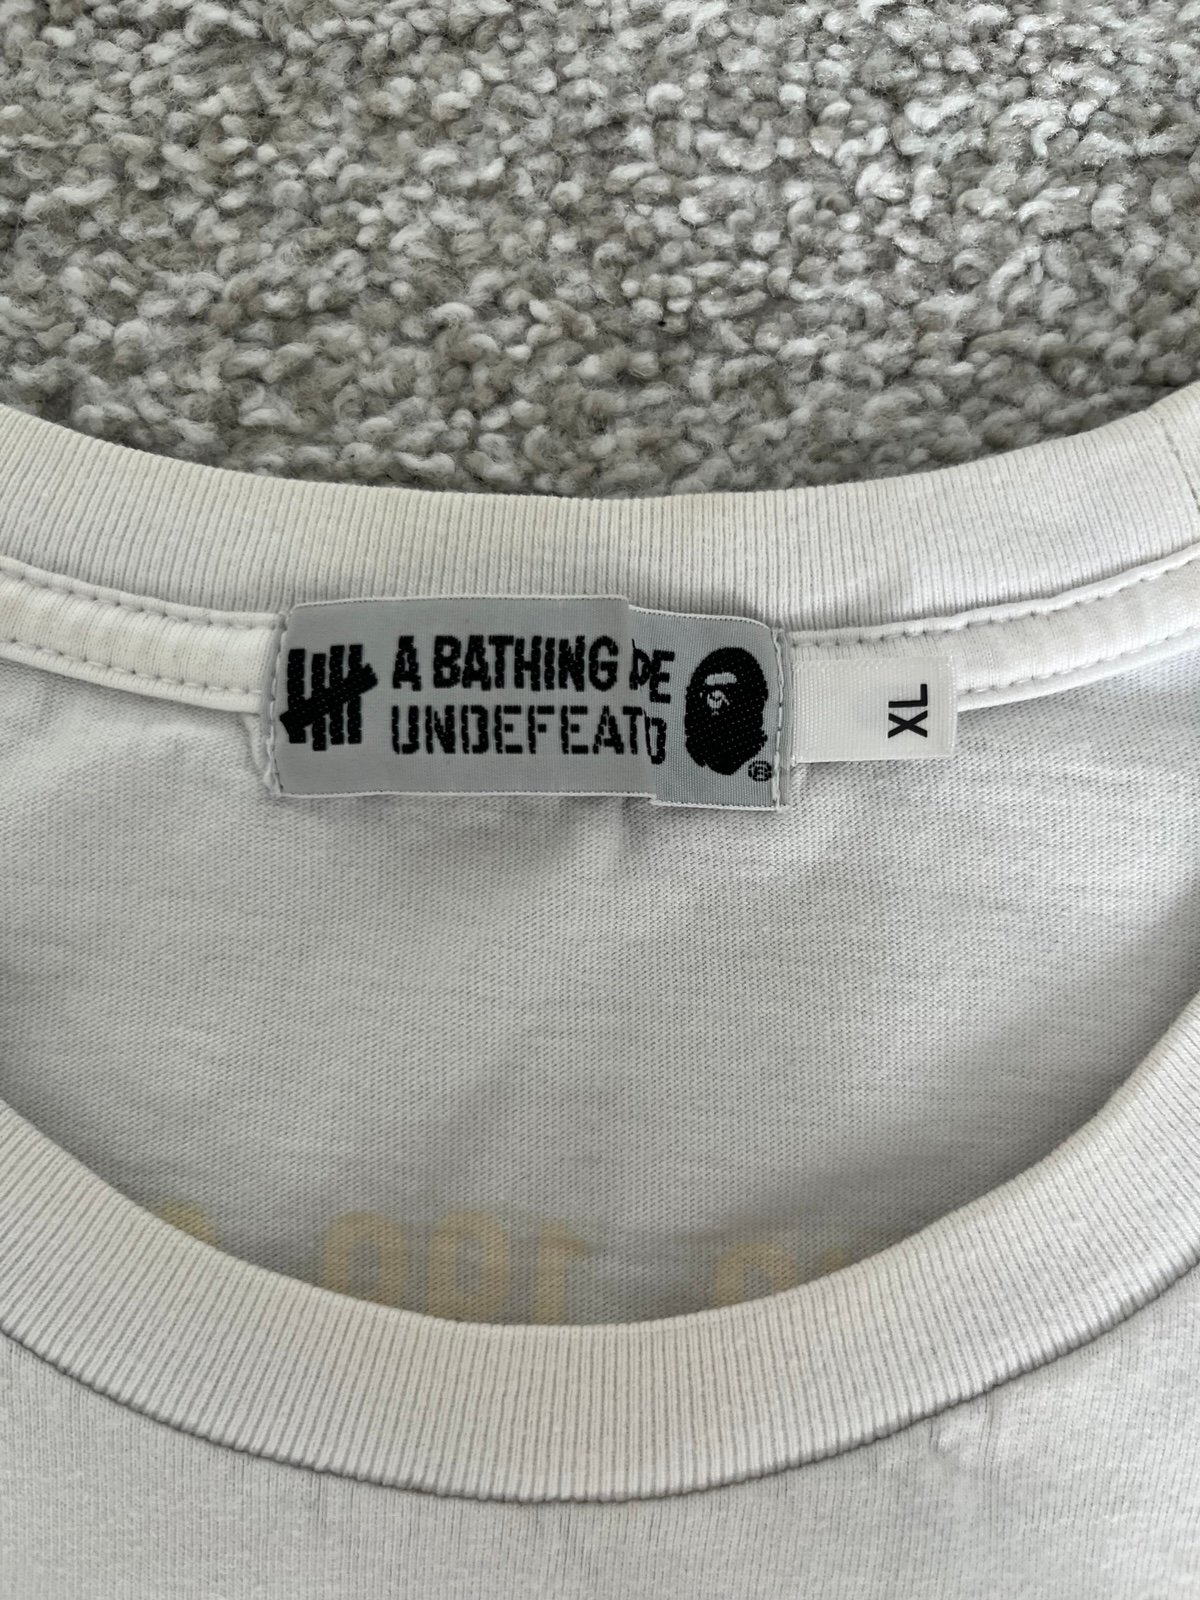 A BATHING PE
UNDEFEATD
®
XL